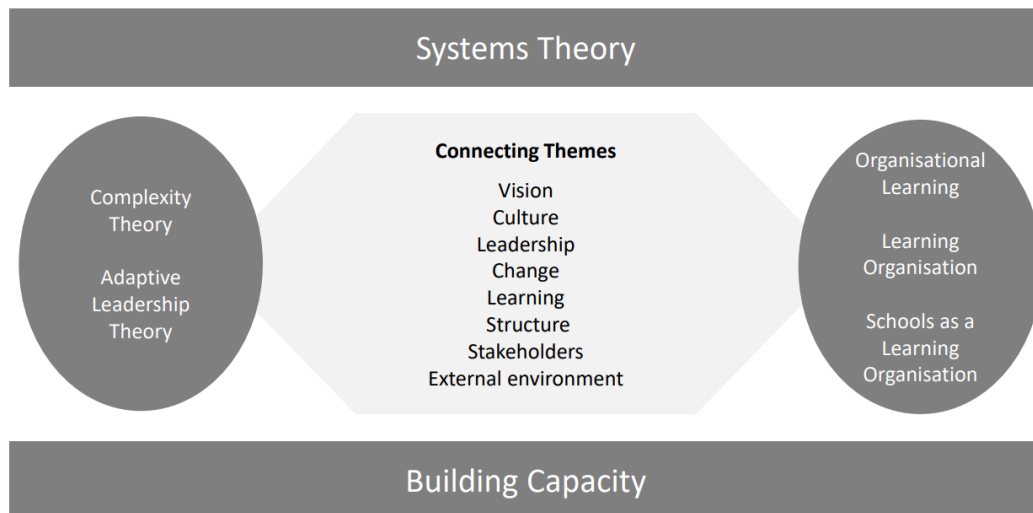 Systems Theory
Complexity
Theory
Adaptive
Leadership
Theory
Connecting Themes
Vision
Culture
Leadership
Change
Learning
Structure
Stakeholders
External environment
Organisational
Learning
Learning
Organisation
Schools as a
Learning
Organisation
Building Capacity